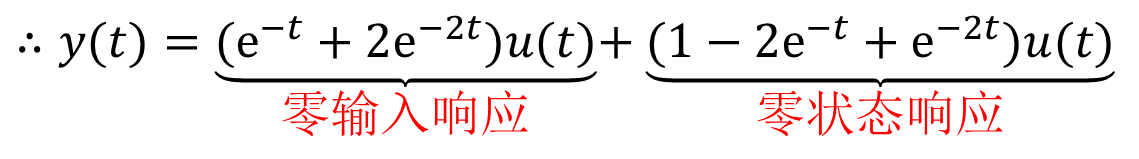 ∴ y(t) = (e⁻ᵗ + 2e⁻²ᵗ)u(t) + (1 − 2e⁻ᵗ + e⁻²ᵗ)u(t)
零输入响应 零状态响应